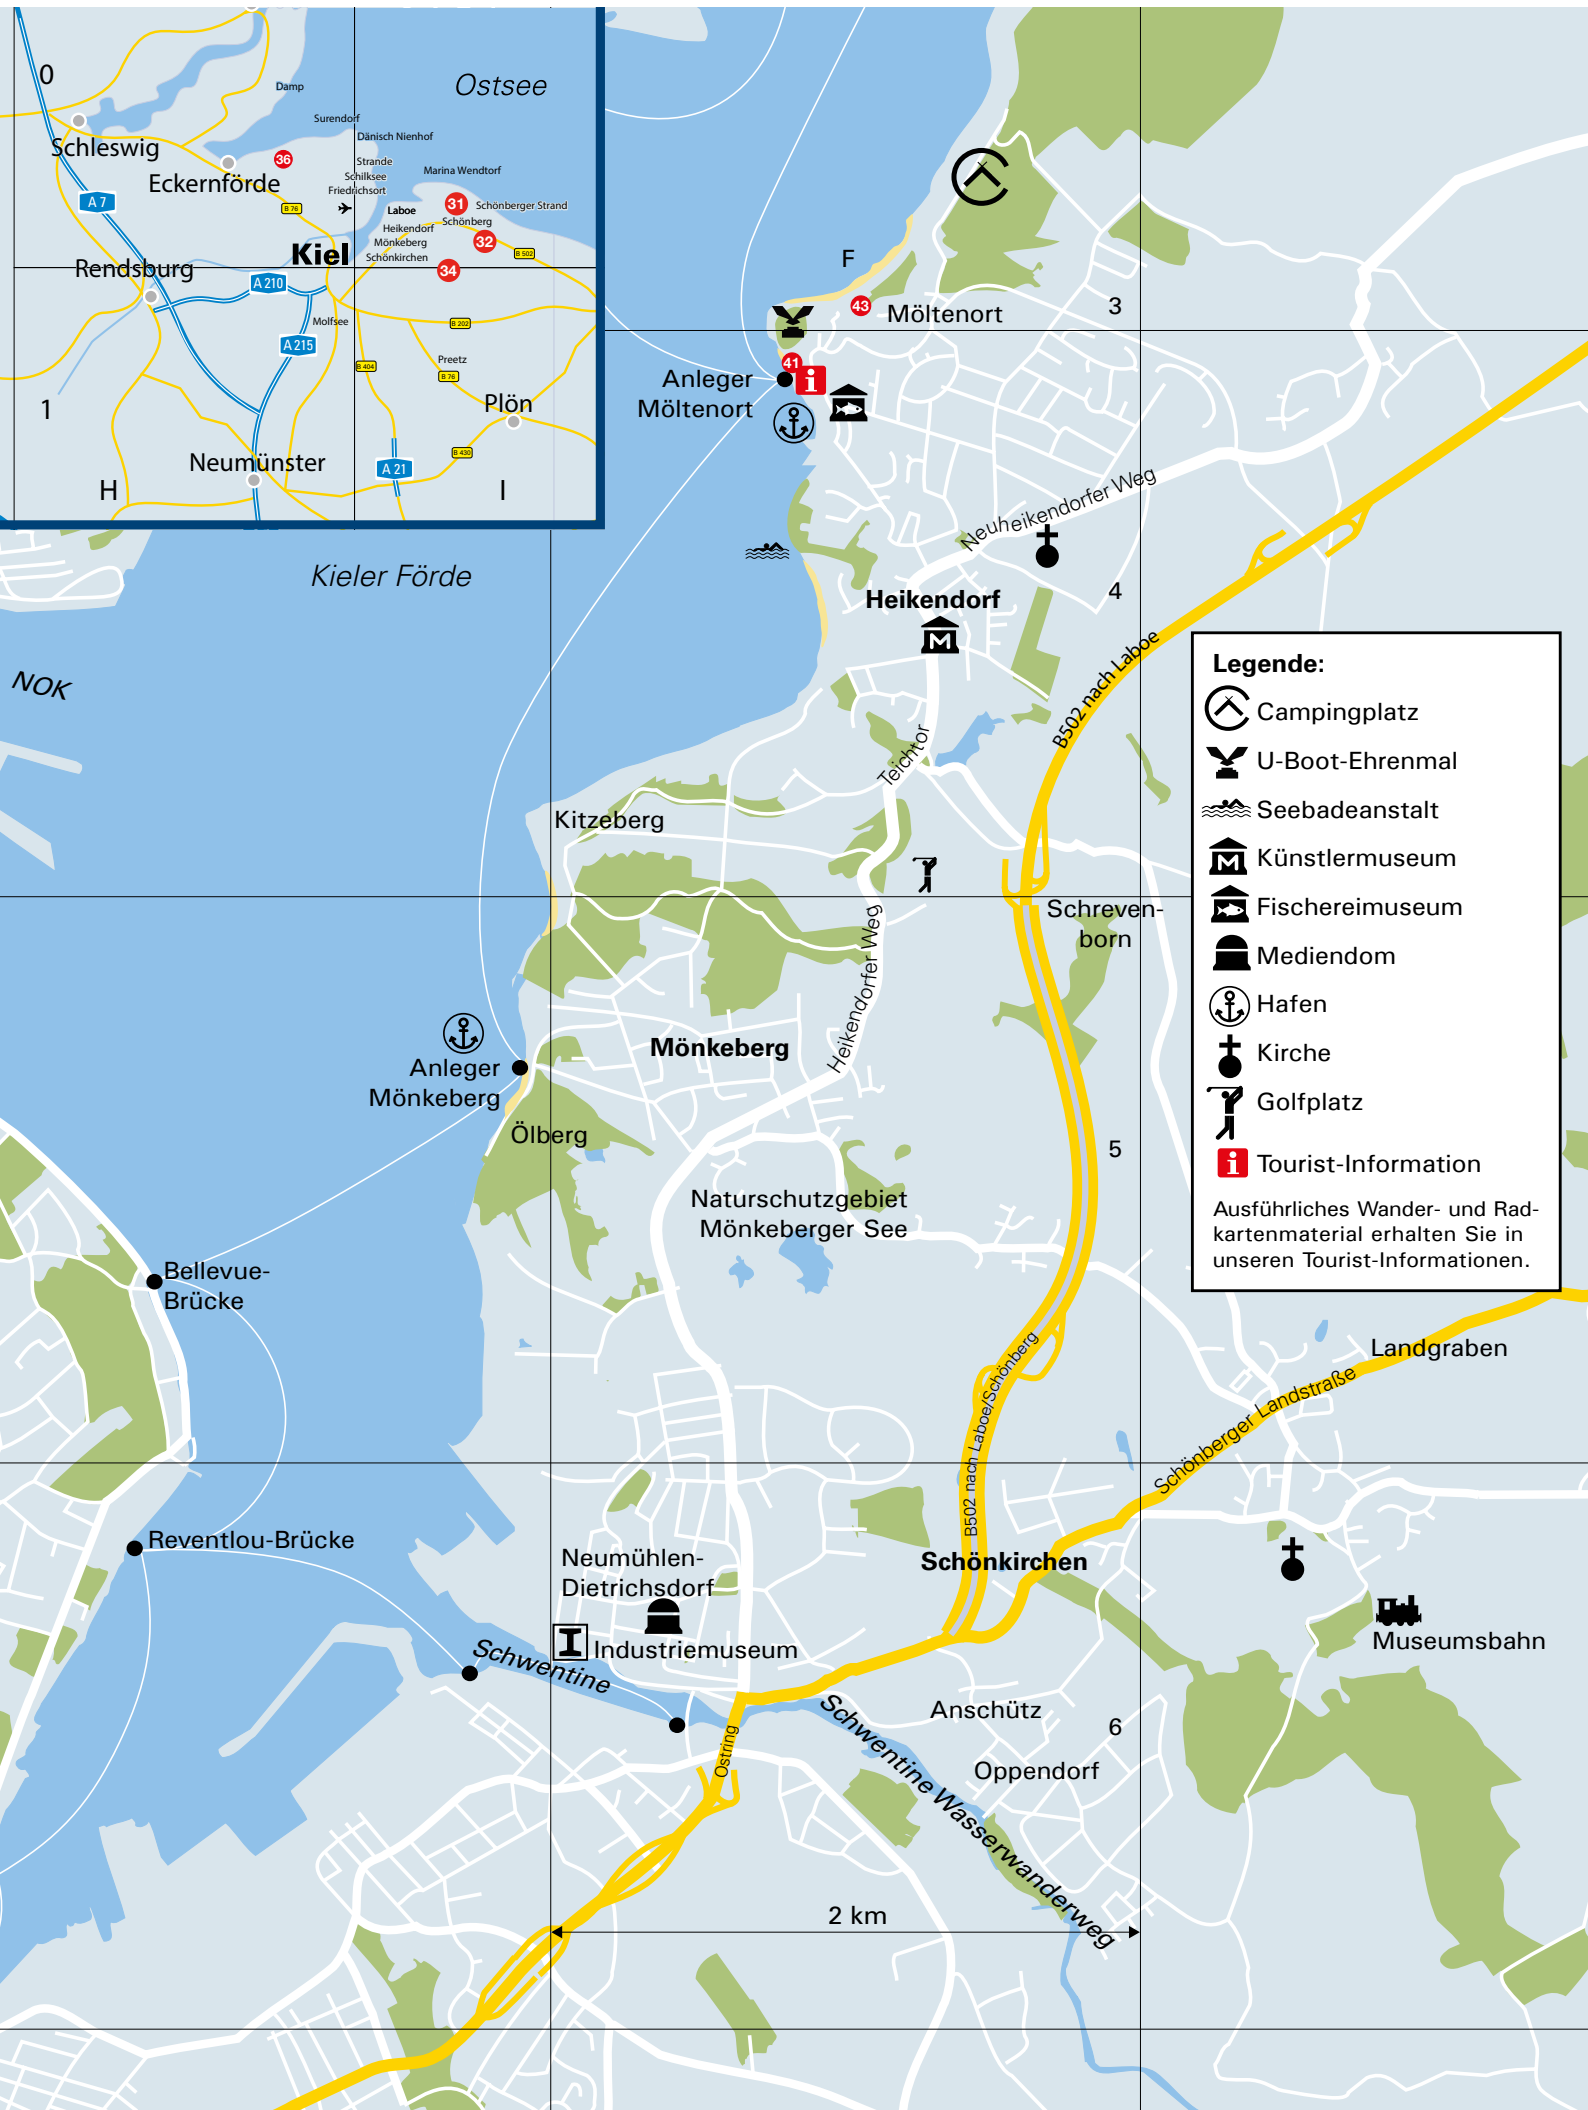 0
Ostsee
Damp
Surendorf
Dänisch Nienhof
Schleswig
Strande
36
Schilksee
Marina Wendtorf
Eckernförde
Friedrichsort
A 7
B 76
Laboe
31
Schönberger Strand
Heikendorf
Schönberg
Kiel
Mönkeberg
32
B 502
Schönkirchen
34
Rendsburg
A 210
Molfsee
B 202
A 215
B 404
Preetz
B 76
1
Plön
Neumünster
B 430
A 21
H
I
F
43
Möltenort
3
41
i
Anleger
Möltenort
Neuheikendorfer Weg
Kieler Förde
Heikendorf
4
M
NOK
B502 nach Laboe
Teichtor
Kitzeberg
Schreven-
born
Heikendorfer Weg
Mönkeberg
Anleger
Mönkeberg
Ölberg
5
Naturschutzgebiet
Mönkeberger See
Bellevue-
Brücke
Legende:
Campingplatz
U-Boot-Ehrenmal
Seebadeanstalt
M Künstlermuseum
Fischereimuseum
Mediendom
Hafen
Kirche
Golfplatz
i Tourist-Information
Ausführliches Wander- und Rad-
kartenmaterial erhalten Sie in
unseren Tourist-Informationen.
Landgraben
B502 nach Laboe/Schönberg
Schönberger Landstraße
Reventlou-Brücke
Neumühlen-
Dietrichsdorf
Schönkirchen
I Industriemuseum
Museumsbahn
Schwentine
Anschütz
6
Ostring
Oppendorf
Schwentine Wasserwanderweg
2 km